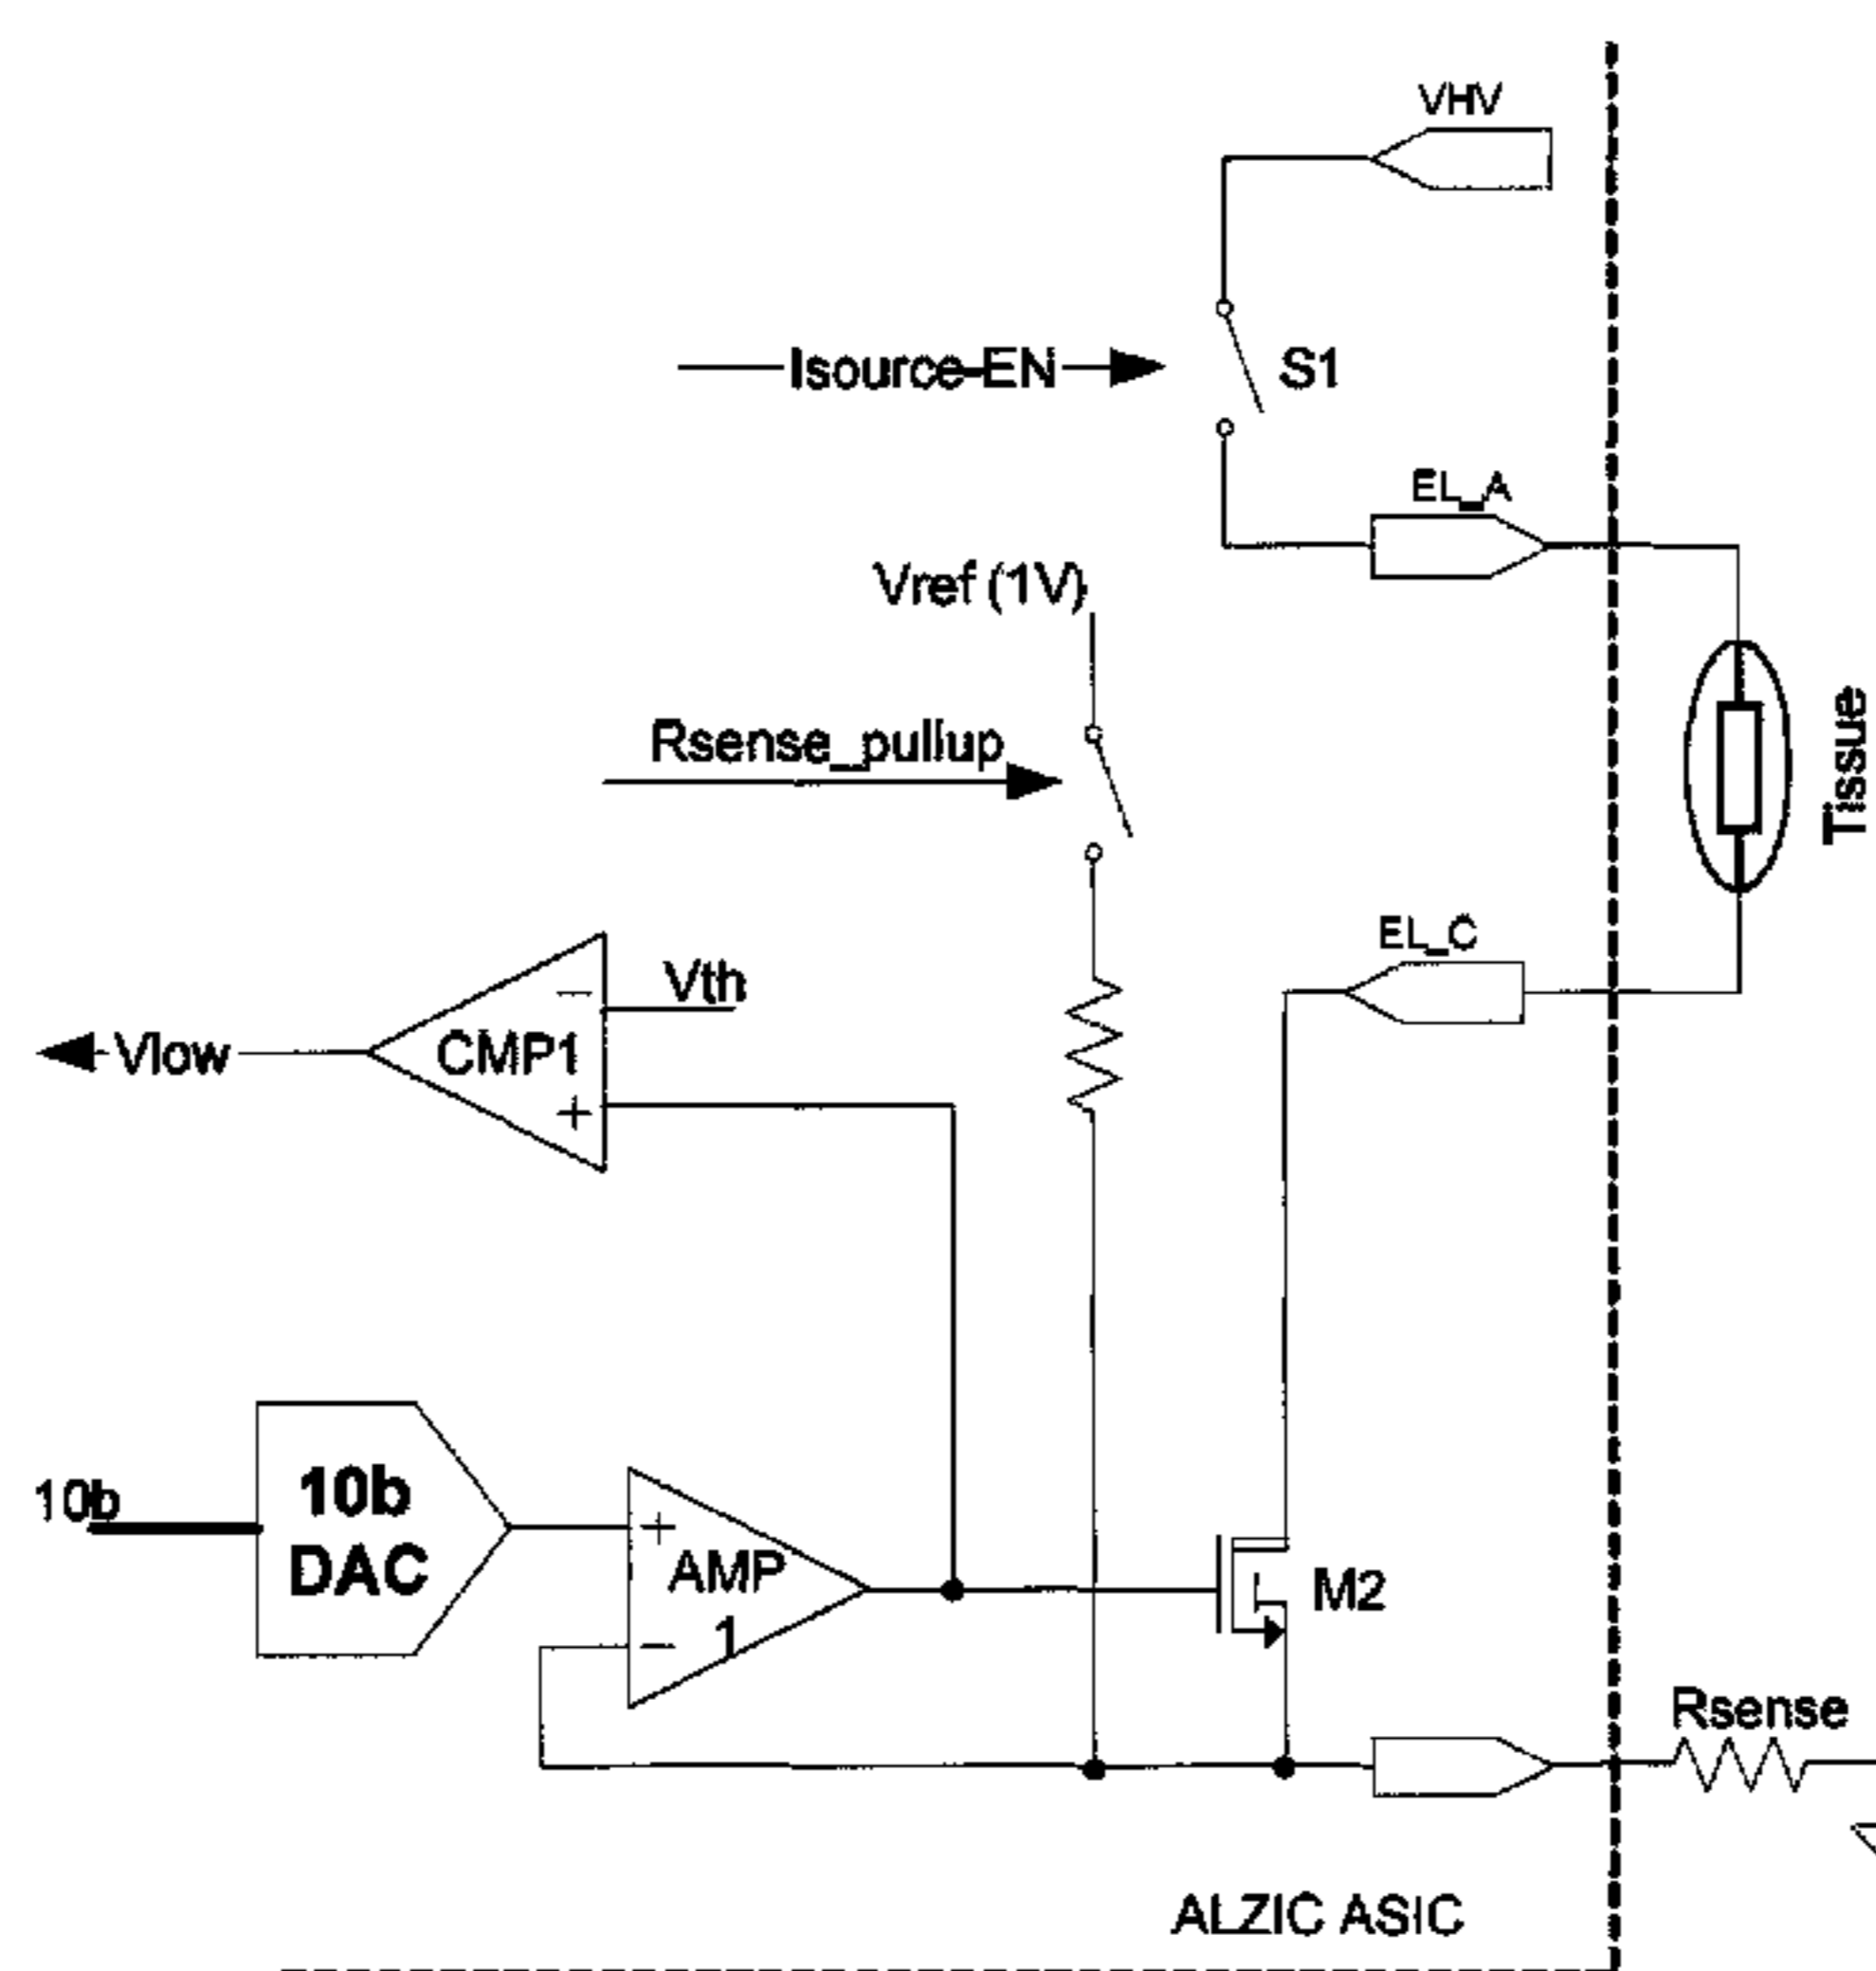 VHV
Isource-EN
S1
EL_A
Vref (1V)
Rsense_pullup
Tissue
EL_C
Vth
-
CMP1
Vlow
+
10b
10b
DAC
+
AMP
1
-
M2
Rsense
ALZIC ASIC